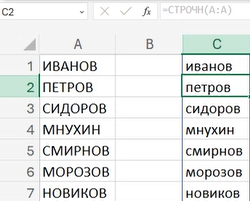 C2 fx =СТРОЧН(A:A)
A B C
1 ИВАНОВ иванов
2 ПЕТРОВ петров
3 СИДОРОВ сидоров
4 МНУХИН мнухин
5 СМИРНОВ смирнов
6 МОРОЗОВ морозов
7 НОВИКОВ новиков